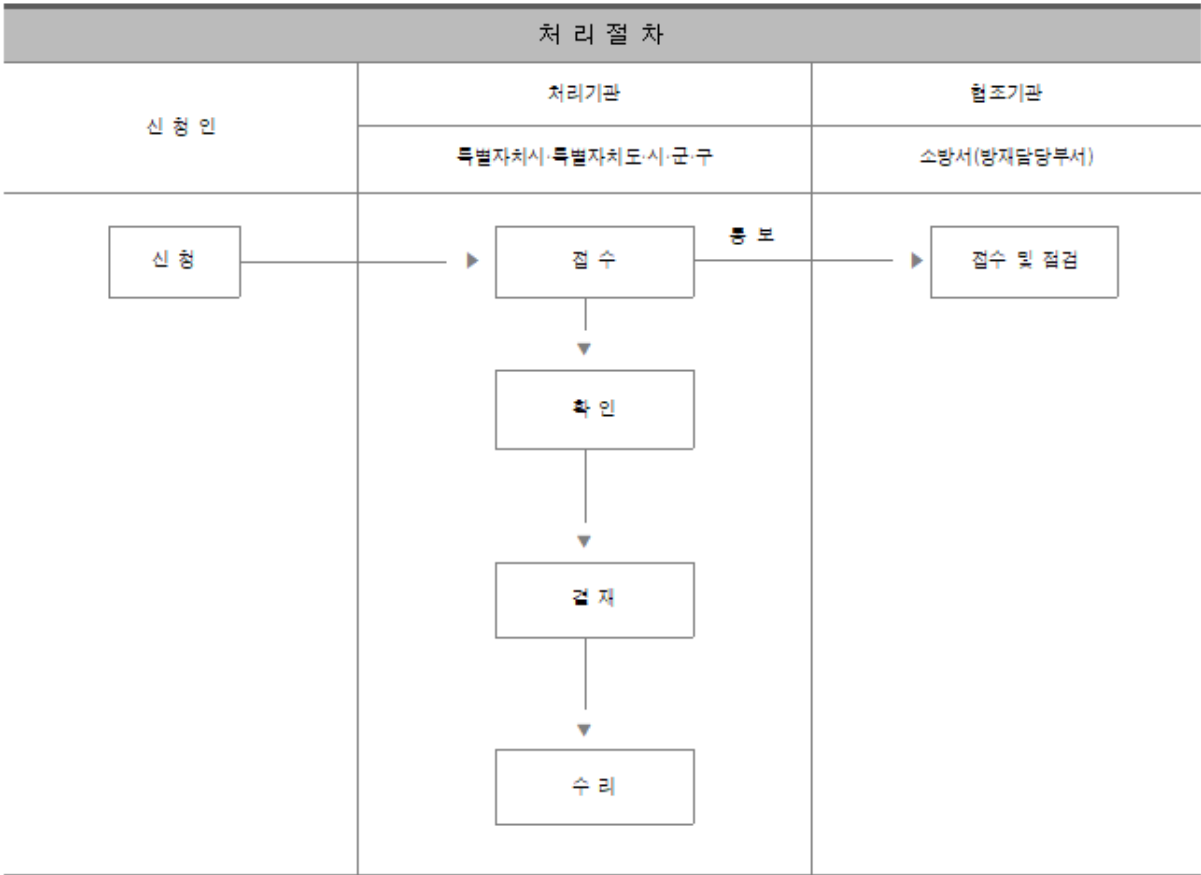 처 리 절 차
신 청 인
처리기관
협조기관
특별자치시·특별자치도·시·군·구
소방서(방재담당부서)
신 청
접 수
통 보
접수 및 점검
확 인
결 재
수 리